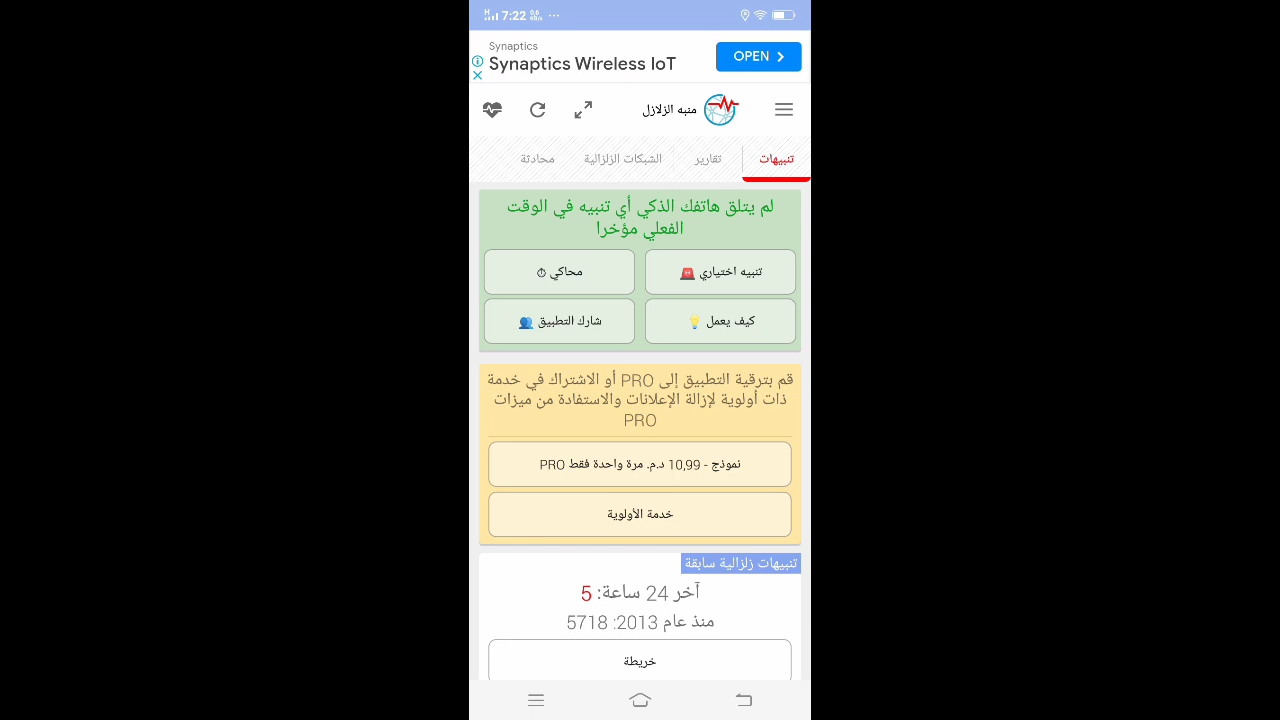 7:22 0,6 KB/s ...
Synaptics
Synaptics Wireless IoT
OPEN
منبه الزلازل
تنبيهات
تقارير
الشبكات الزلزالية
محادثة
لم يتلق هاتفك الذكي أي تنبيه في الوقت
الفعلي مؤخرا
تنبيه اختياري 🚨
محاكي ⏱
كيف يعمل 💡
شارك التطبيق 👥
قم بترقية التطبيق إلى PRO أو الاشتراك في خدمة
ذات أولوية لإزالة الإعلانات والاستفادة من ميزات
PRO
نموذج - 10,99 د.م. مرة واحدة فقط PRO
خدمة الأولوية
تنبيهات زلزالية سابقة
آخر 24 ساعة: 5
منذ عام 2013: 5718
خريطة